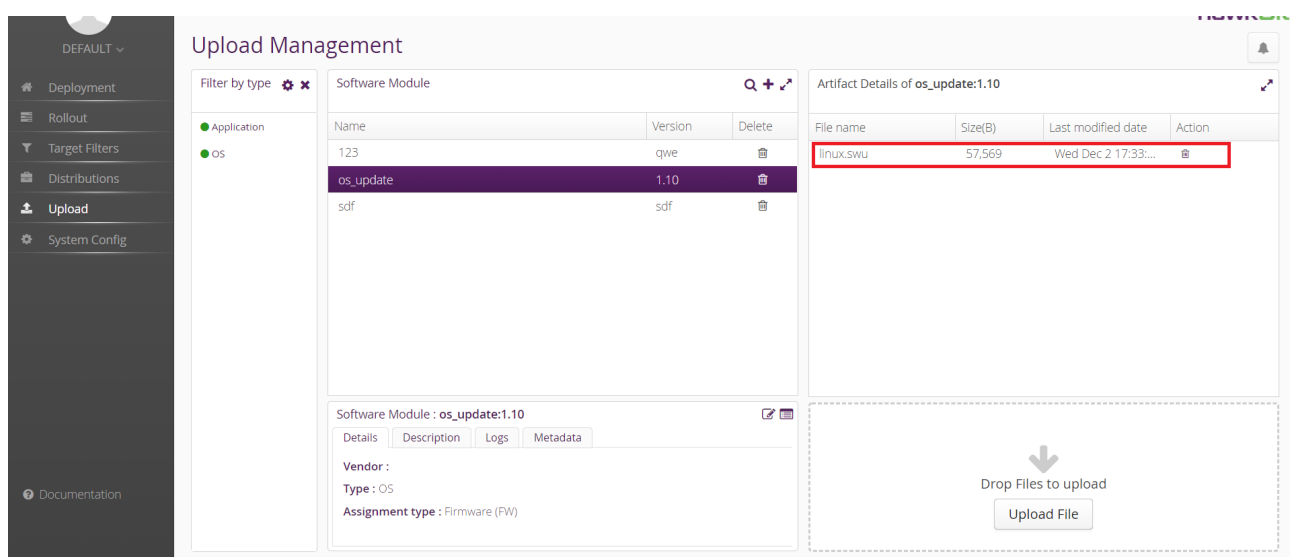 DEFAULT
Deployment
Rollout
Target Filters
Distributions
Upload
System Config
Documentation
Upload Management
Filter by type
Application
OS
Software Module
Name Version Delete
123 qwe
os_update 1.10
sdf sdf
Software Module : os_update:1.10
Details Description Logs Metadata
Vendor :
Type : OS
Assignment type : Firmware (FW)
Artifact Details of os_update:1.10
File name Size(B) Last modified date Action
linux.swu 57,569 Wed Dec 2 17:33:...
Drop Files to upload
Upload File